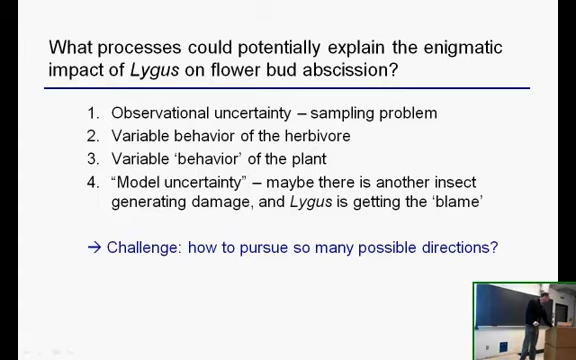 What processes could potentially explain the enigmatic
impact of Lygus on flower bud abscission?
1. Observational uncertainty – sampling problem
2. Variable behavior of the herbivore
3. Variable ‘behavior’ of the plant
4. “Model uncertainty” – maybe there is another insect
generating damage, and Lygus is getting the ‘blame’
→ Challenge: how to pursue so many possible directions?